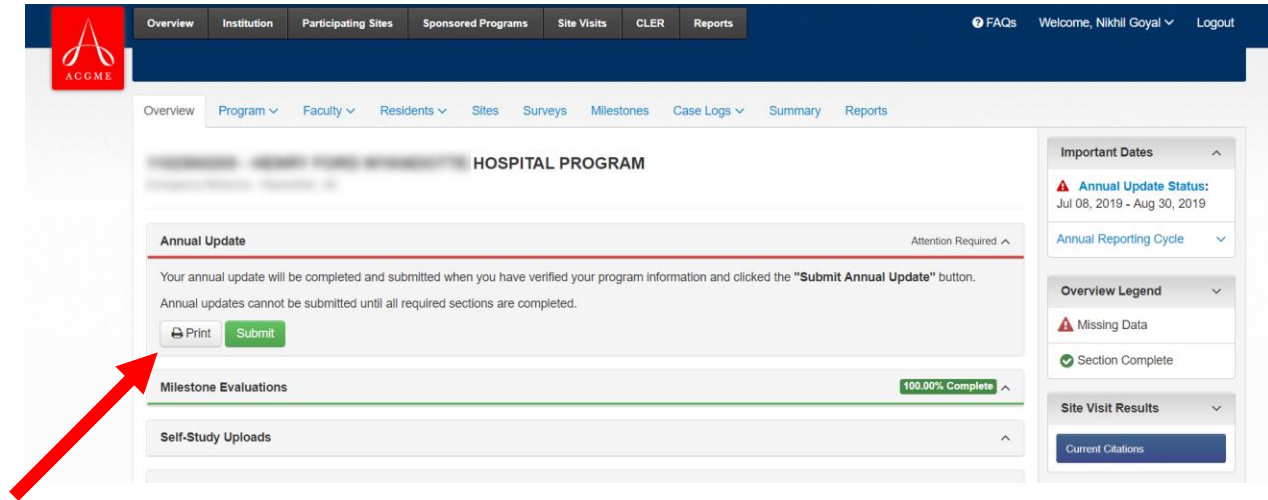 Overview Institution Participating Sites Sponsored Programs Site Visits CLER Reports FAQs Welcome, Nikhil Goyal Logout
ACGME
Overview Program Faculty Residents Sites Surveys Milestones Case Logs Summary Reports
HOSPITAL PROGRAM
Annual Update Attention Required
Your annual update will be completed and submitted when you have verified your program information and clicked the "Submit Annual Update" button.
Annual updates cannot be submitted until all required sections are completed.
Print Submit
Milestone Evaluations 100.00% Complete
Self-Study Uploads
Important Dates
Annual Update Status:
Jul 08, 2019 - Aug 30, 2019
Annual Reporting Cycle
Overview Legend
Missing Data
Section Complete
Site Visit Results
Current Citations